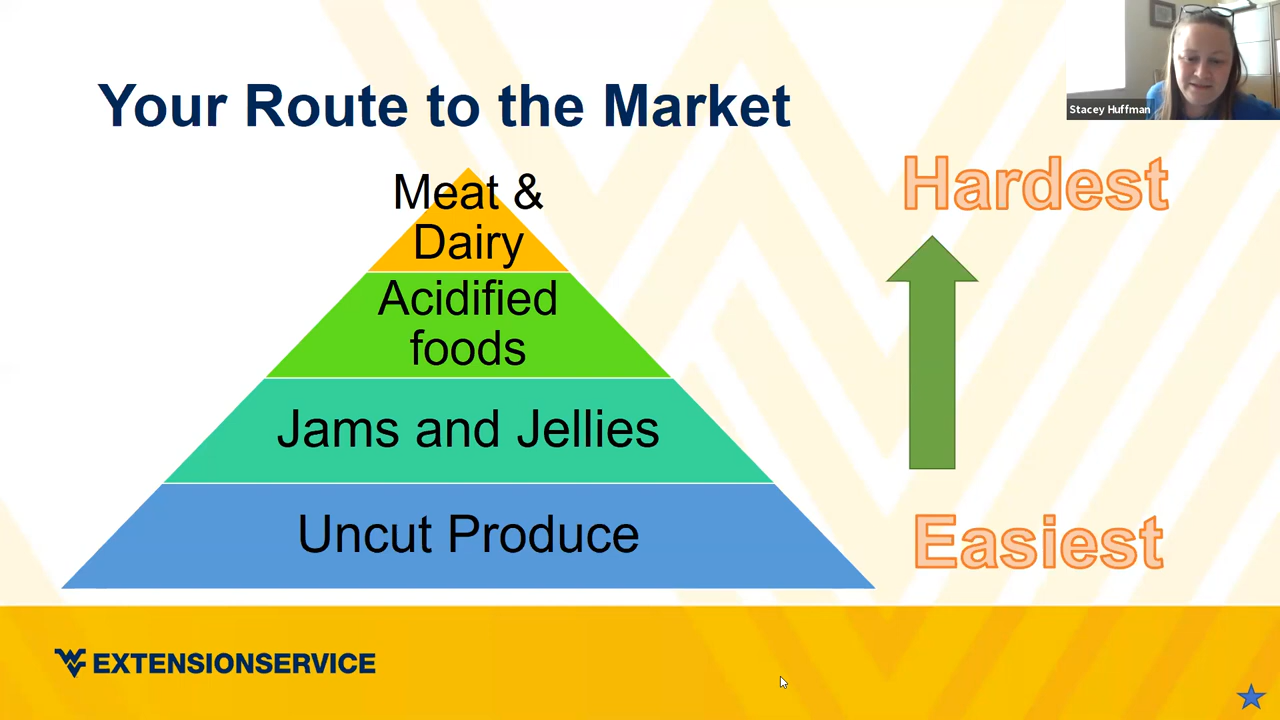 Your Route to the Market
Stacey Huffman
Meat &
Dairy
Acidified
foods
Jams and Jellies
Uncut Produce
Hardest
Easiest
WV EXTENSIONSERVICE